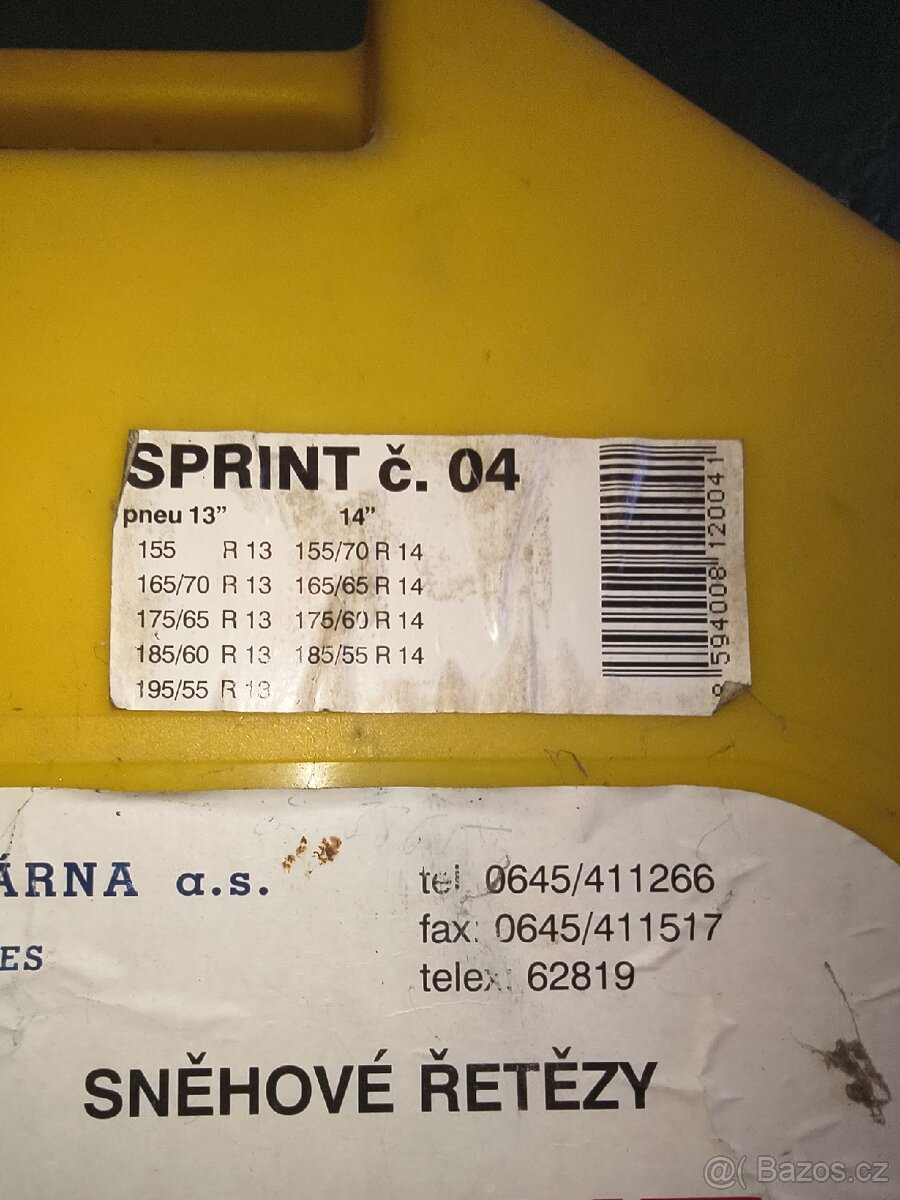 SPRINT č. 04
pneu 13” 14”
155 R 13 155/70 R 14
165/70 R 13 165/65 R 14
175/65 R 13 175/60 R 14
185/60 R 13 185/55 R 14
195/55 R 13
8 594008 120041
ÁRNA a.s.
ES
tel. 0645/411266
fax: 0645/411517
telex: 62819
SNĚHOVÉ ŘETĚZY
@( Bazos.cz